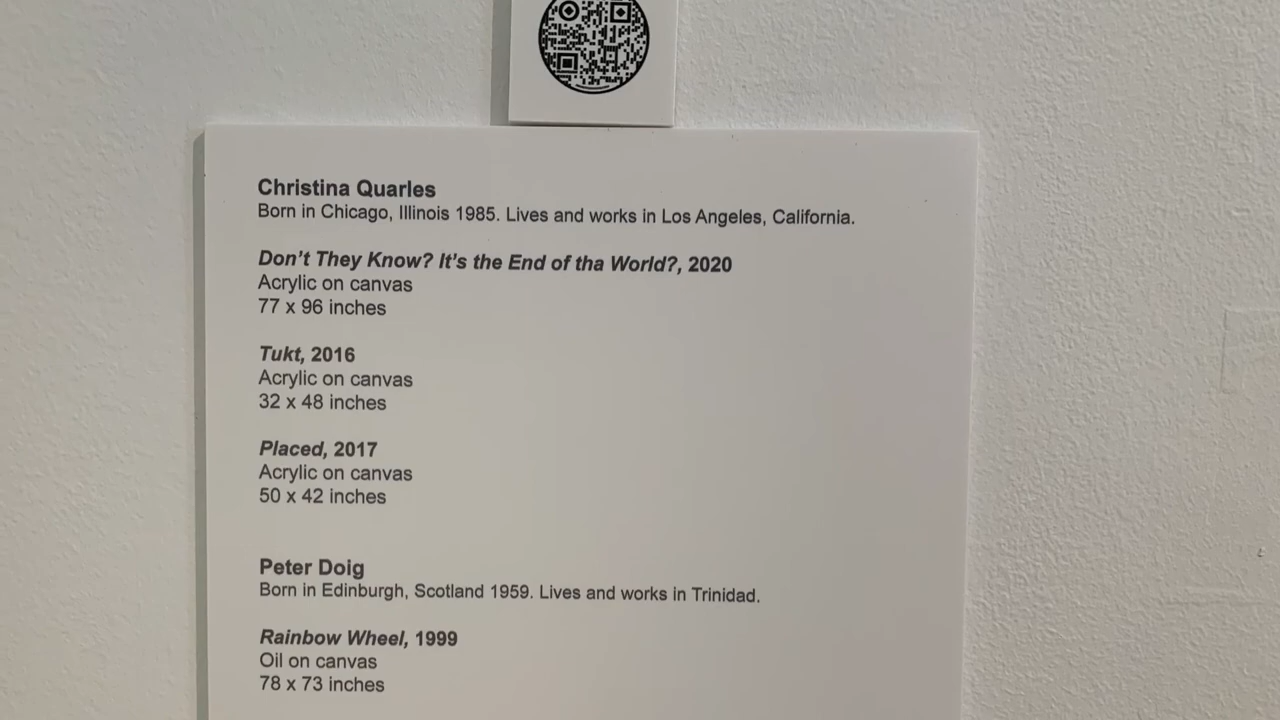 Christina Quarles
Born in Chicago, Illinois 1985. Lives and works in Los Angeles, California.
Don't They Know? It's the End of tha World?, 2020
Acrylic on canvas
77 x 96 inches
Tukt, 2016
Acrylic on canvas
32 x 48 inches
Placed, 2017
Acrylic on canvas
50 x 42 inches
Peter Doig
Born in Edinburgh, Scotland 1959. Lives and works in Trinidad.
Rainbow Wheel, 1999
Oil on canvas
78 x 73 inches